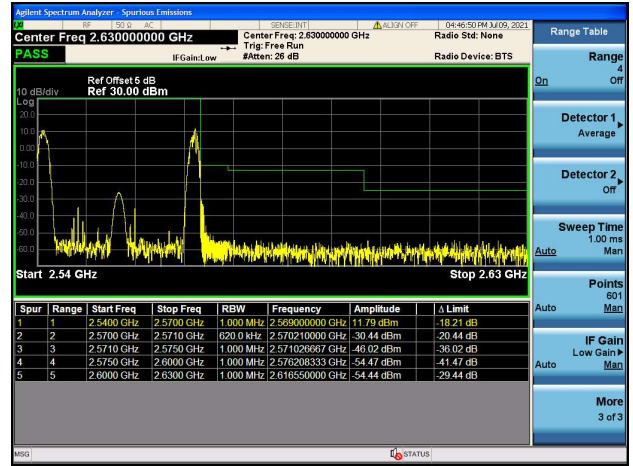 Agilent Spectrum Analyzer - Spurious Emissions
RF 50 Ω AC SENSE:INT ALIGN OFF 04:46:50 PM Jul 09, 2021
Center Freq 2.630000000 GHz
Center Freq: 2.630000000 GHz
Radio Std: None
Trig: Free Run
PASS
IFGain:Low
#Atten: 26 dB
Radio Device: BTS
Ref Offset 5 dB
10 dB/div Ref 30.00 dBm
Log
20.0
10.0
0.00
-10.0
-20.0
-30.0
-40.0
-50.0
-60.0
Start 2.54 GHz
Stop 2.63 GHz
Spur Range Start Freq Stop Freq RBW Frequency Amplitude Δ Limit
1 1 2.5400 GHz 2.5700 GHz 1.000 MHz 2.569000000 GHz 11.79 dBm -18.21 dB
2 2 2.5700 GHz 2.5710 GHz 620.0 kHz 2.570210000 GHz -30.44 dBm -20.44 dB
3 3 2.5710 GHz 2.5750 GHz 1.000 MHz 2.571026667 GHz -46.02 dBm -36.02 dB
4 4 2.5750 GHz 2.6000 GHz 1.000 MHz 2.576208333 GHz -54.47 dBm -41.47 dB
5 5 2.6000 GHz 2.6300 GHz 1.000 MHz 2.616550000 GHz -54.44 dBm -29.44 dB
Range Table
Range
4
On Off
Detector 1
Average
Detector 2
Off
Sweep Time
1.00 ms
Auto Man
Points
601
Auto Man
IF Gain
Low Gain
Auto Man
More
3 of 3
MSG
STATUS